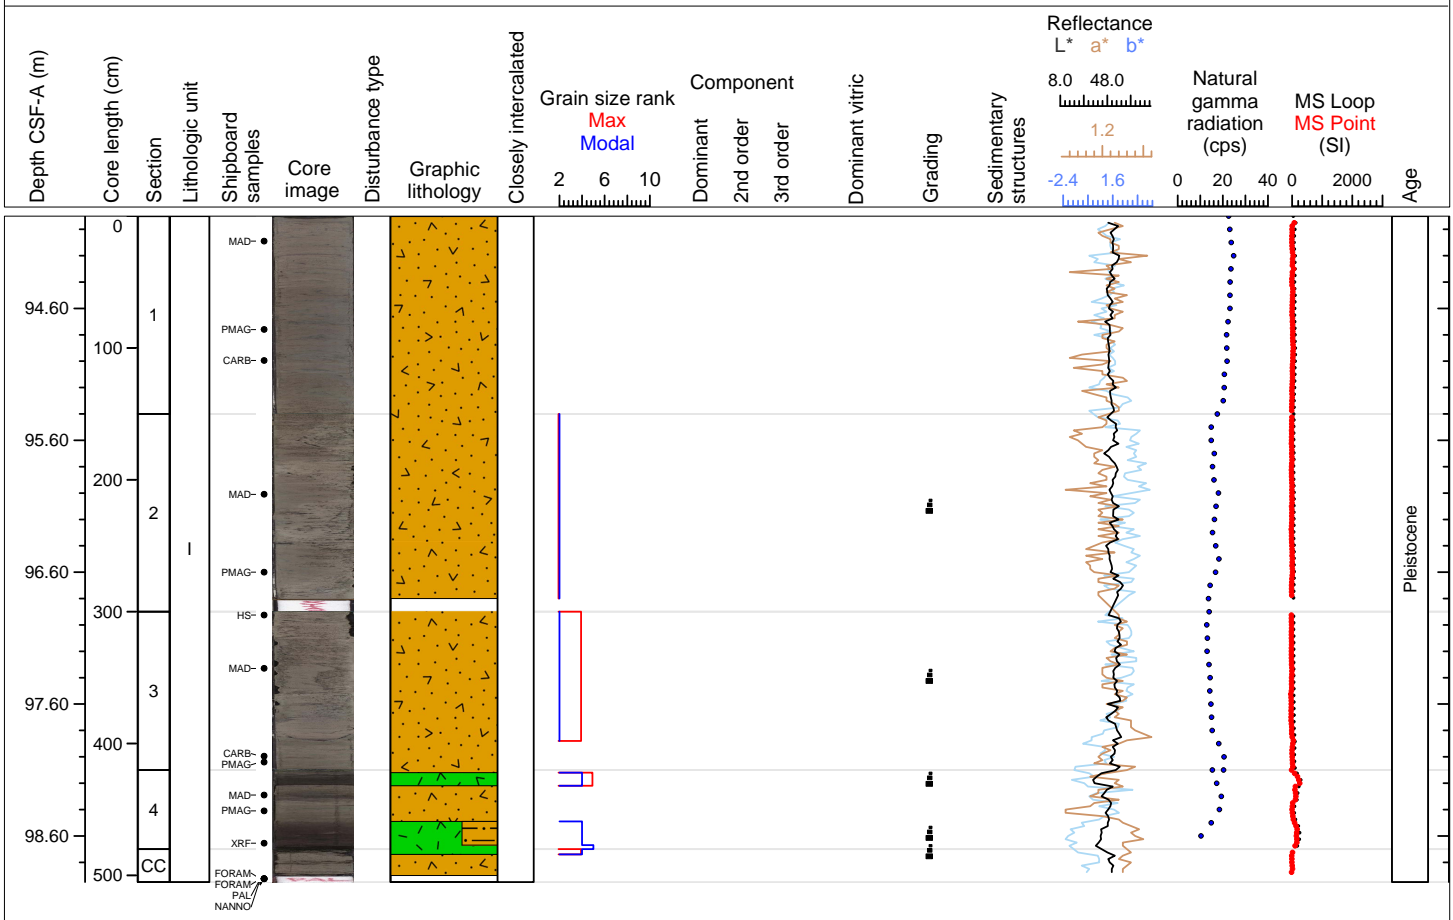 Depth CSF-A (m)
Core length (cm)
Section
Lithologic unit
Shipboard
samples
Core
image
Disturbance type
Graphic
lithology
Closely intercalated
Grain size rank
Max
Modal
2 6 10
Component
Dominant
2nd order
3rd order
Dominant vitric
Grading
Sedimentary
structures
Reflectance
L* a* b*
8.0 48.0
1.2
-2.4 1.6
Natural
gamma
radiation
(cps)
0 20 40
MS Loop
MS Point
(SI)
0 2000
Age
0
MAD
94.60
1
PMAG
100
CARB
95.60
200
MAD
2
I
Pleistocene
96.60
PMAG
300
HS
MAD
3
97.60
400
CARB
PMAG
MAD
4
PMAG
98.60
XRF
CC
500
FORAM
FORAM
PAL
NANNO